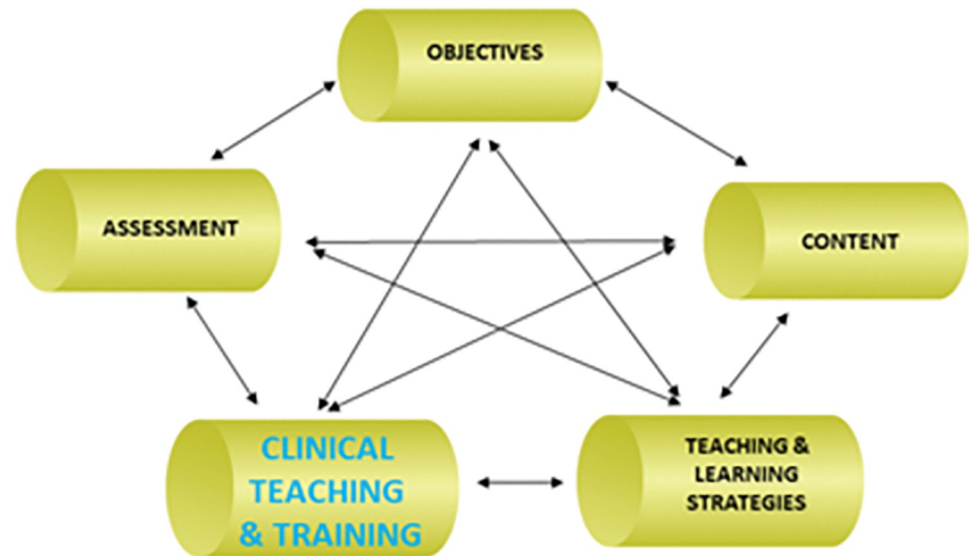 OBJECTIVES
ASSESSMENT
CONTENT
CLINICAL
TEACHING
& TRAINING
TEACHING &
LEARNING
STRATEGIES